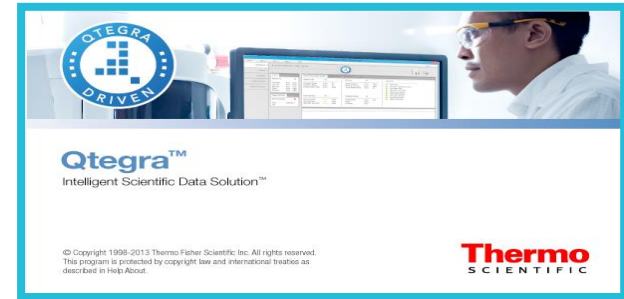 QTEGRA
DRIVEN
Qtegra™
Intelligent Scientific Data Solution™
© Copyright 1998-2013 Thermo Fisher Scientific Inc. All rights reserved.
This program is protected by copyright law and international treaties as
described in Help About.
Thermo
SCIENTIFIC